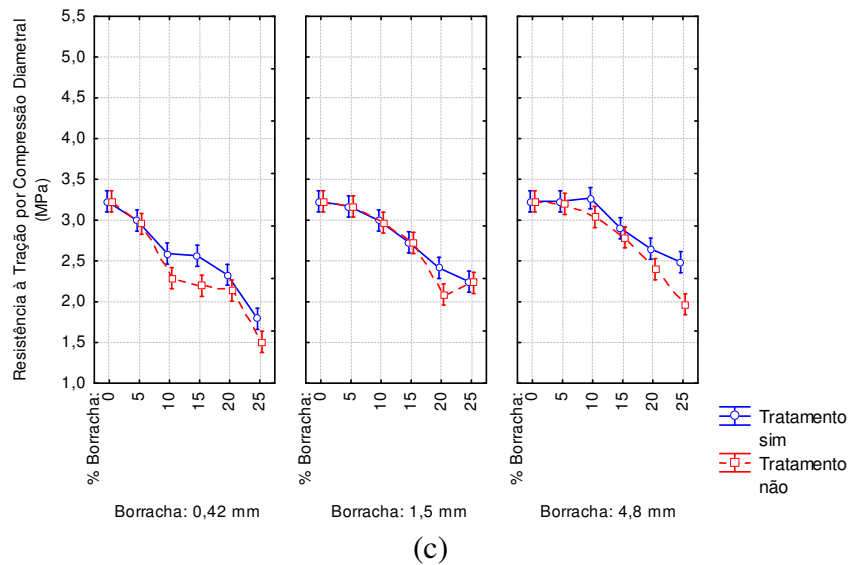 Resistência à Tração por Compressão Diametral
(MPa)
5,5
5,0
4,5
4,0
3,5
3,0
2,5
2,0
1,5
1,0
% Borracha:
0
5
10
15
20
25
% Borracha:
0
5
10
15
20
25
% Borracha:
0
5
10
15
20
25
Borracha: 0,42 mm
Borracha: 1,5 mm
Borracha: 4,8 mm
Tratamento
sim
Tratamento
não
(c)